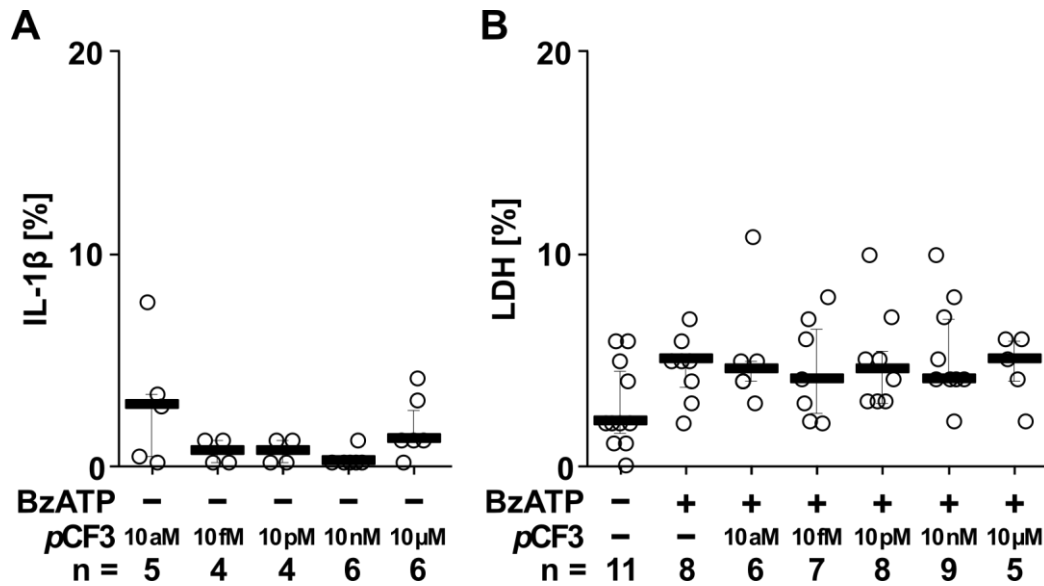 A
B
20
10
0
IL-1β [%]
20
10
0
LDH [%]
BzATP – – – – –
pCF3 10 aM 10 fM 10 pM 10 nM 10 µM
n = 5 4 4 6 6
BzATP – + + + + + +
pCF3 – 10 aM 10 fM 10 pM 10 nM 10 µM
n = 11 8 6 7 8 9 5